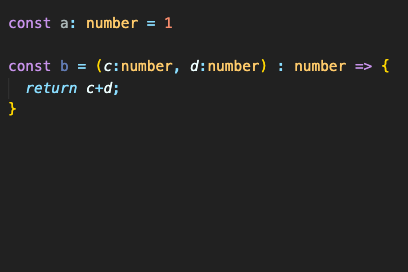 const a: number = 1
const b = (c:number, d:number) : number => {
return c+d;
}